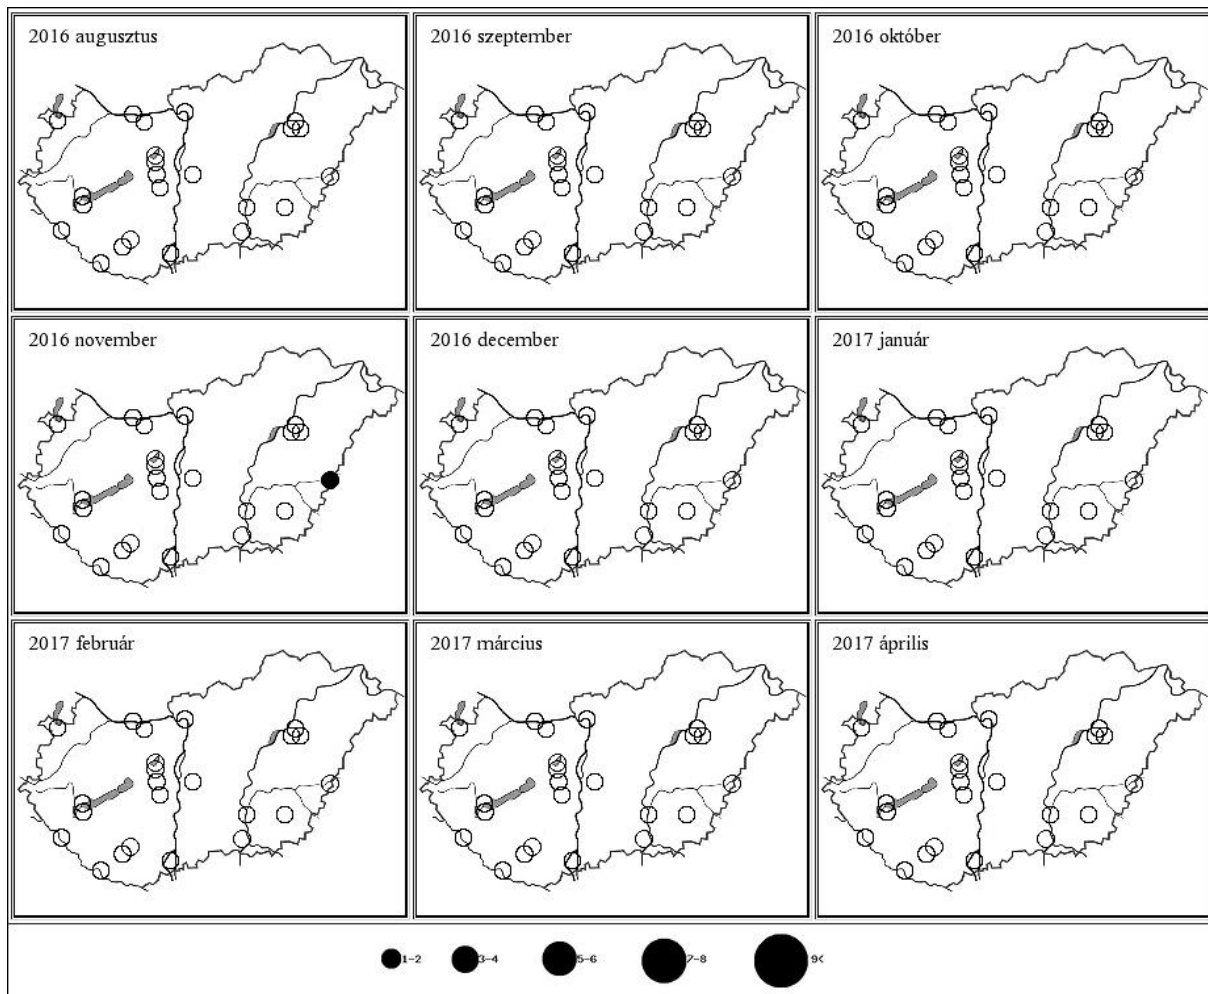 2016 augusztus
2016 szeptember
2016 október
2016 november
2016 december
2017 január
2017 február
2017 március
2017 április
1-2 3-4 5-6 7-8 9<